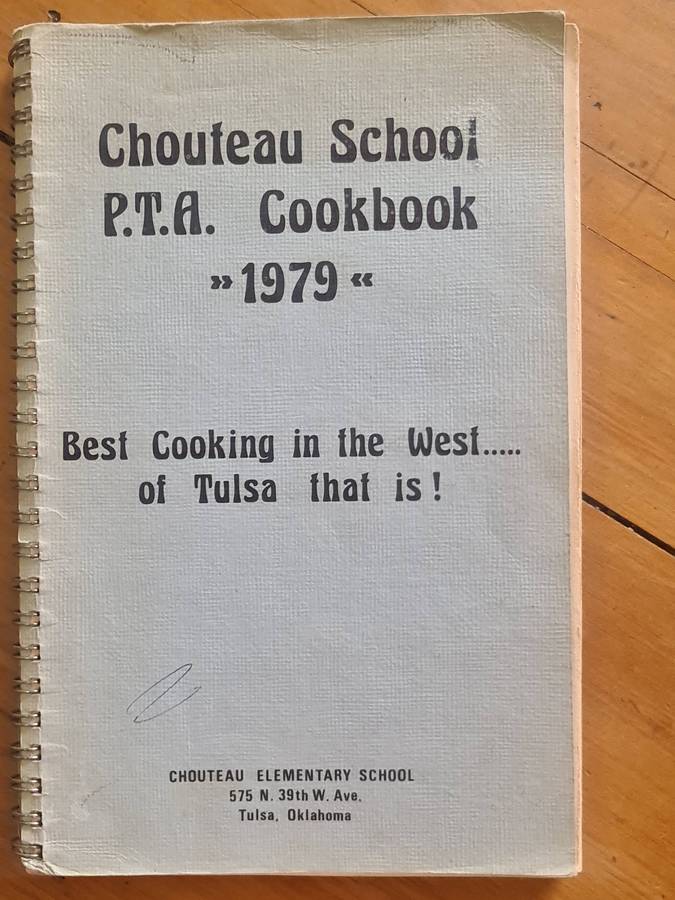 Chouteau School
P.T.A. Cookbook
»1979«
Best Cooking in the West.....
of Tulsa that is!
CHOUTEAU ELEMENTARY SCHOOL
575 N. 39th W. Ave.
Tulsa, Oklahoma